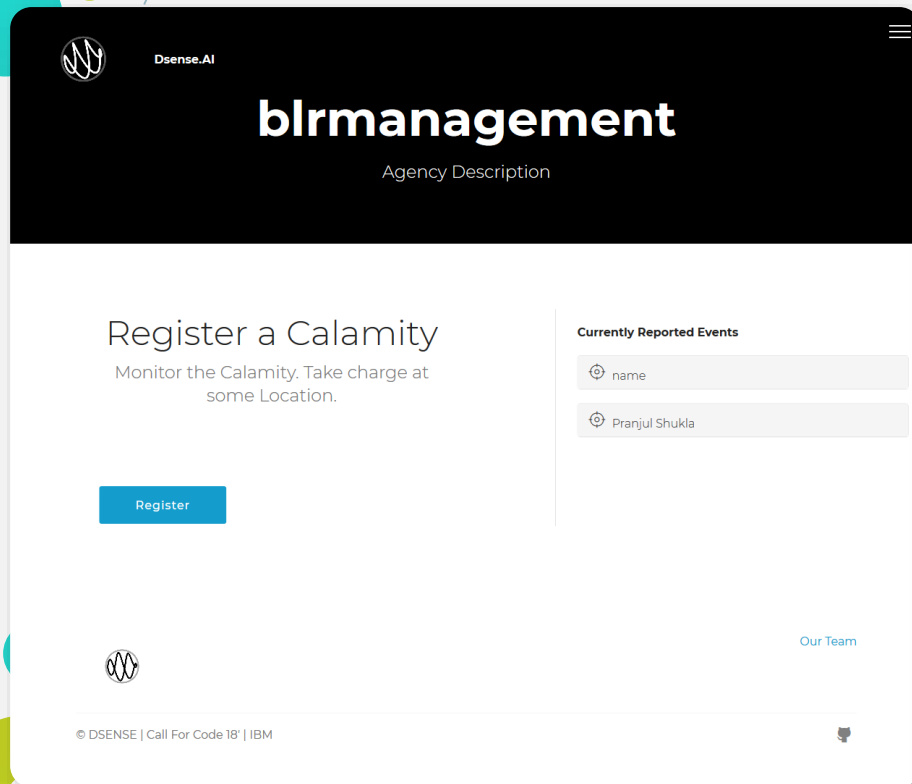 Dsense.AI
blrmanagement
Agency Description
Register a Calamity
Monitor the Calamity. Take charge at
some Location.
Register
Currently Reported Events
name
Pranjul Shukla
Our Team
© DSENSE | Call For Code 18' | IBM